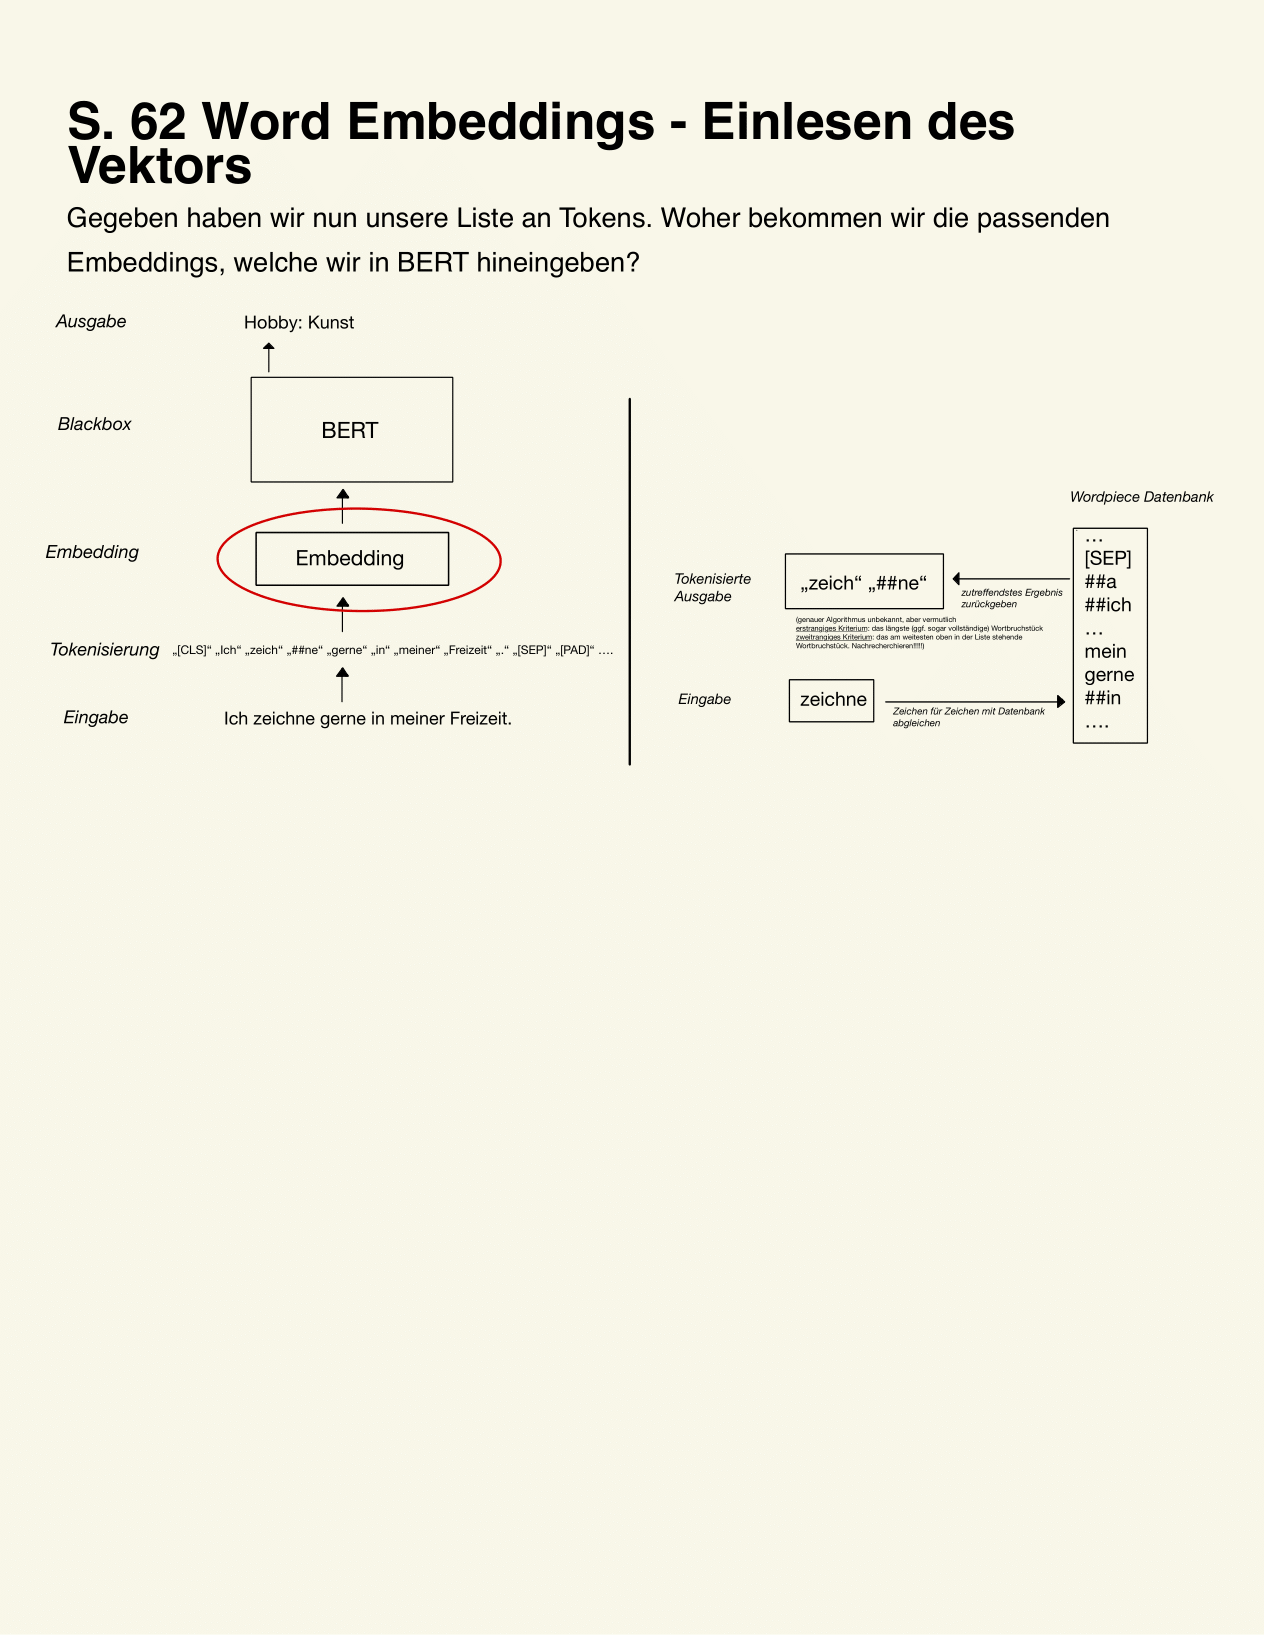 S. 62 Word Embeddings - Einlesen des
Vektors
Gegeben haben wir nun unsere Liste an Tokens. Woher bekommen wir die passenden
Embeddings, welche wir in BERT hineingeben?
Ausgabe
Hobby: Kunst
Blackbox
BERT
Embedding
Embedding
Tokenisierung
„[CLS]“ „Ich“ „zeich“ „##ne“ „gerne“ „in“ „meiner“ „Freizeit“ „.“ „[SEP]“ „[PAD]“ ….
Eingabe
Ich zeichne gerne in meiner Freizeit.
Wordpiece Datenbank
…
[SEP]
##a
##ich
…
mein
gerne
##in
….
Tokenisierte
Ausgabe
„zeich“ „##ne“
zutreffendstes Ergebnis
zurückgeben
(genauer Algorithmus unbekannt, aber vermutlich
erstrangiges Kriterium: das längste (ggf. sogar vollständige) Wortbruchstück
zweitrangiges Kriterium: das am weitesten oben in der Liste stehende
Wortbruchstück. Nachrecherchieren!!!!!)
Eingabe
zeichne
Zeichen für Zeichen mit Datenbank
abgleichen